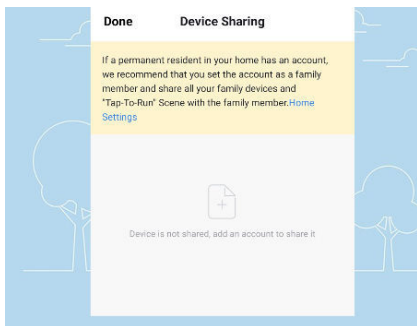 Done Device Sharing
If a permanent resident in your home has an account,
we recommend that you set the account as a family
member and share all your family devices and
"Tap-To-Run" Scene with the family member.Home
Settings
Device is not shared, add an account to share it